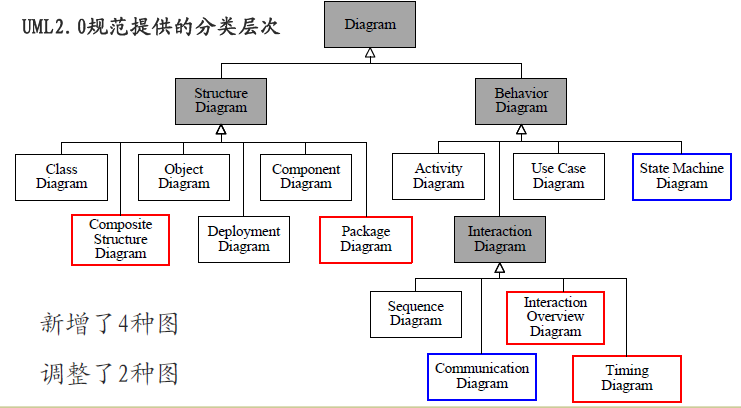 UML2.0规范提供的分类层次
Diagram
Structure
Diagram
Behavior
Diagram
Class
Diagram
Object
Diagram
Component
Diagram
Activity
Diagram
Use Case
Diagram
State Machine
Diagram
Composite
Structure
Diagram
Deployment
Diagram
Package
Diagram
Interaction
Diagram
Sequence
Diagram
Interaction
Overview
Diagram
Communication
Diagram
Timing
Diagram
新增了4种图
调整了2种图